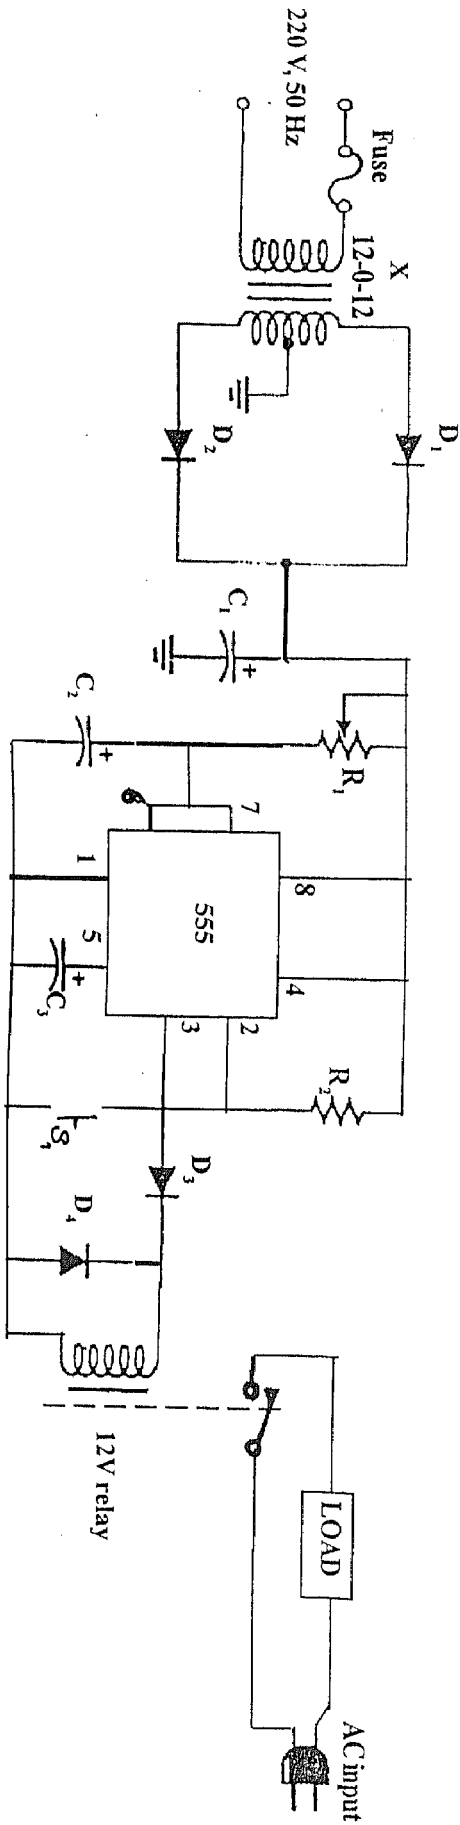 220 V, 50 Hz
Fuse
X
12-0-12
D₁
D₂
C₁
R₁
C₂
7
6
8
4
555
1
5
C₃
2
3
R₂
D₃
S₁
D₄
12V relay
LOAD
AC input